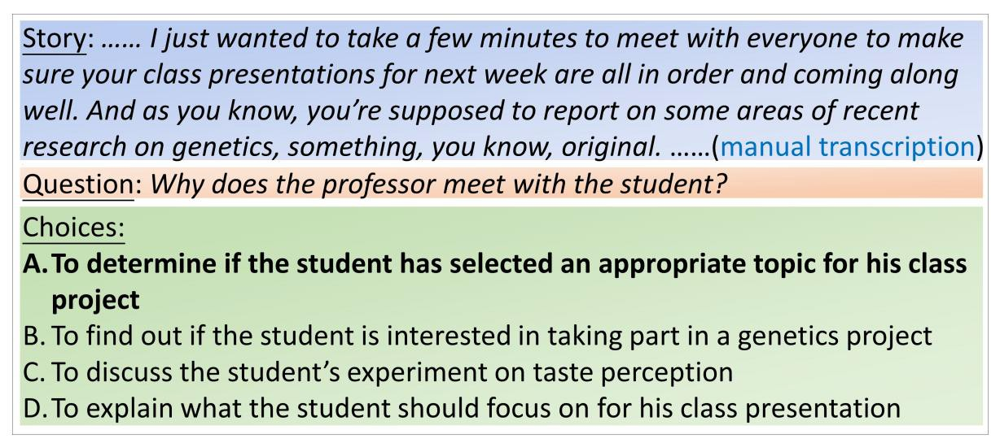 Story: …… I just wanted to take a few minutes to meet with everyone to make
sure your class presentations for next week are all in order and coming along
well. And as you know, you’re supposed to report on some areas of recent
research on genetics, something, you know, original. ……(manual transcription)
Question: Why does the professor meet with the student?
Choices:
A. To determine if the student has selected an appropriate topic for his class
project
B. To find out if the student is interested in taking part in a genetics project
C. To discuss the student’s experiment on taste perception
D. To explain what the student should focus on for his class presentation